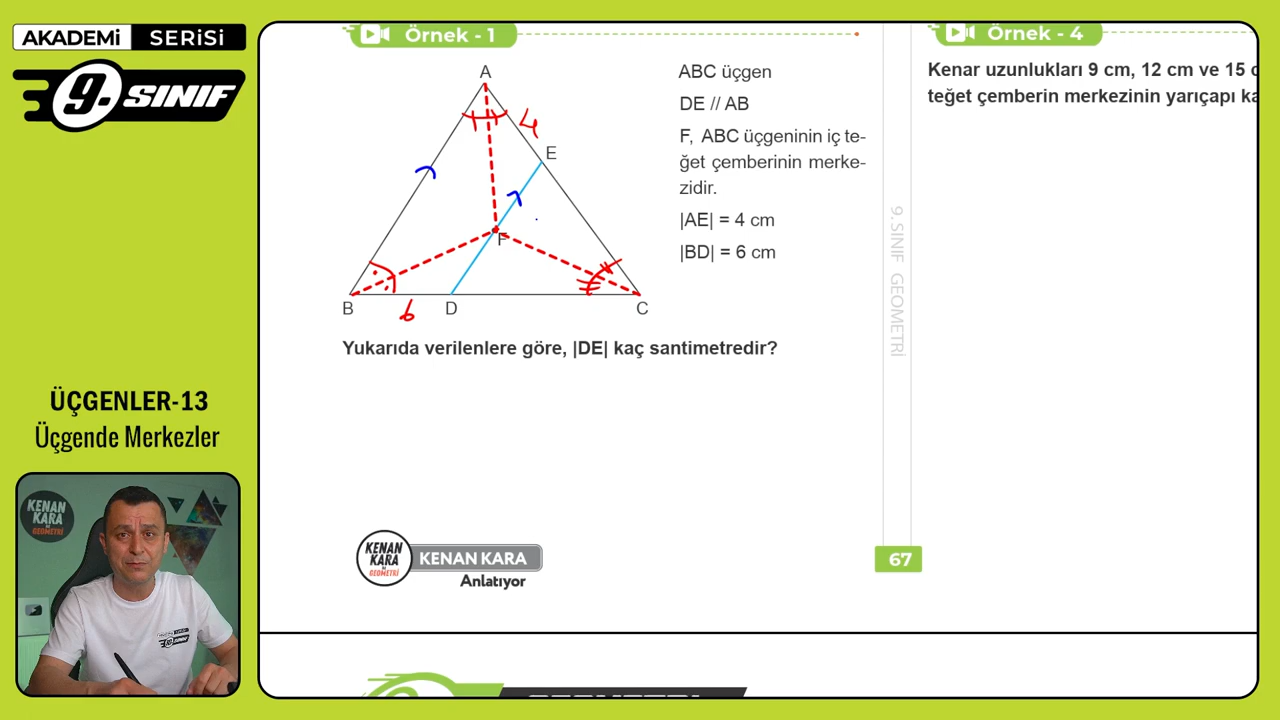 AKADEMİ SERİSİ
9. SINIF
ÜÇGENLER-13
Üçgende Merkezler
KENAN
KARA
ile
GEOMETRİ
Örnek - 1
A
4
E
F
B
6
D
C
ABC üçgen
DE // AB
F, ABC üçgeninin iç te-
ğet çemberinin merke-
zidir.
|AE| = 4 cm
|BD| = 6 cm
Yukarıda verilenlere göre, |DE| kaç santimetredir?
KENAN
KARA
ile
GEOMETRİ
KENAN KARA
Anlatıyor
9.SINIF GEOMETRİ
67
Örnek - 4
Kenar uzunlukları 9 cm, 12 cm ve 15
teğet çemberin merkezinin yarıçapı ka